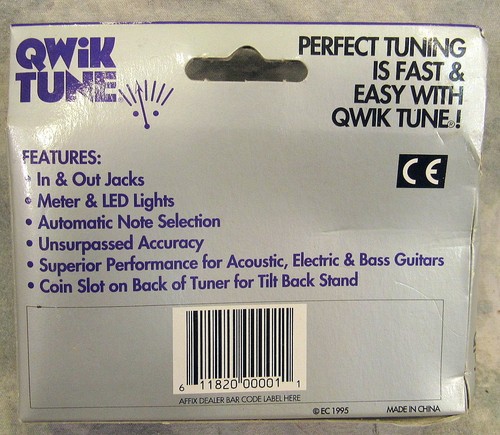 QWiK
TUNE
PERFECT TUNING
IS FAST &
EASY WITH
QWIK TUNE®!
CE
FEATURES:
• In & Out Jacks
• Meter & LED Lights
• Automatic Note Selection
• Unsurpassed Accuracy
• Superior Performance for Acoustic, Electric & Bass Guitars
• Coin Slot on Back of Tuner for Tilt Back Stand
6 11820 00001 1
AFFIX DEALER BAR CODE LABEL HERE
© EC 1995 MADE IN CHINA